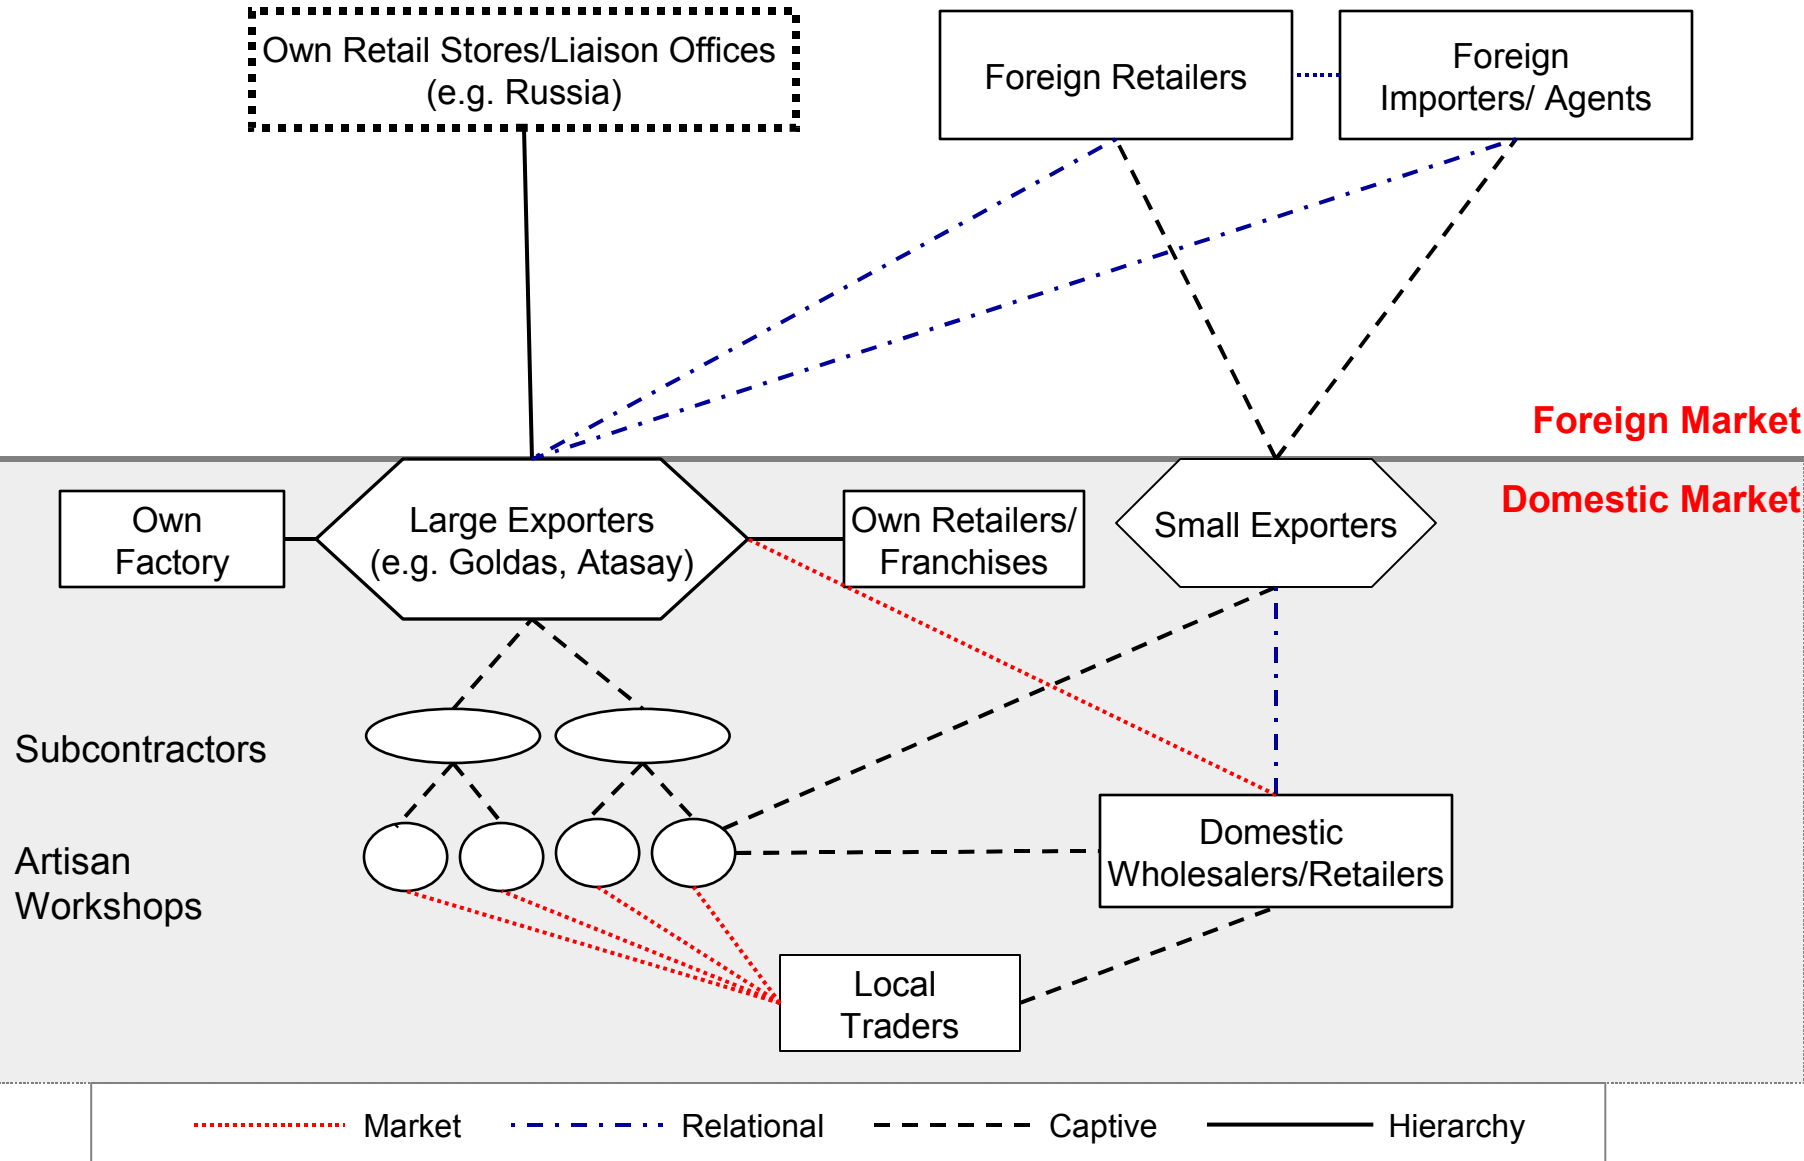 Own Retail Stores/Liaison Offices
(e.g. Russia)
Foreign Retailers
Foreign
Importers/ Agents
Foreign Market
Domestic Market
Own
Factory
Large Exporters
(e.g. Goldas, Atasay)
Own Retailers/
Franchises
Small Exporters
Subcontractors
Artisan
Workshops
Domestic
Wholesalers/Retailers
Local
Traders
Market
Relational
Captive
Hierarchy